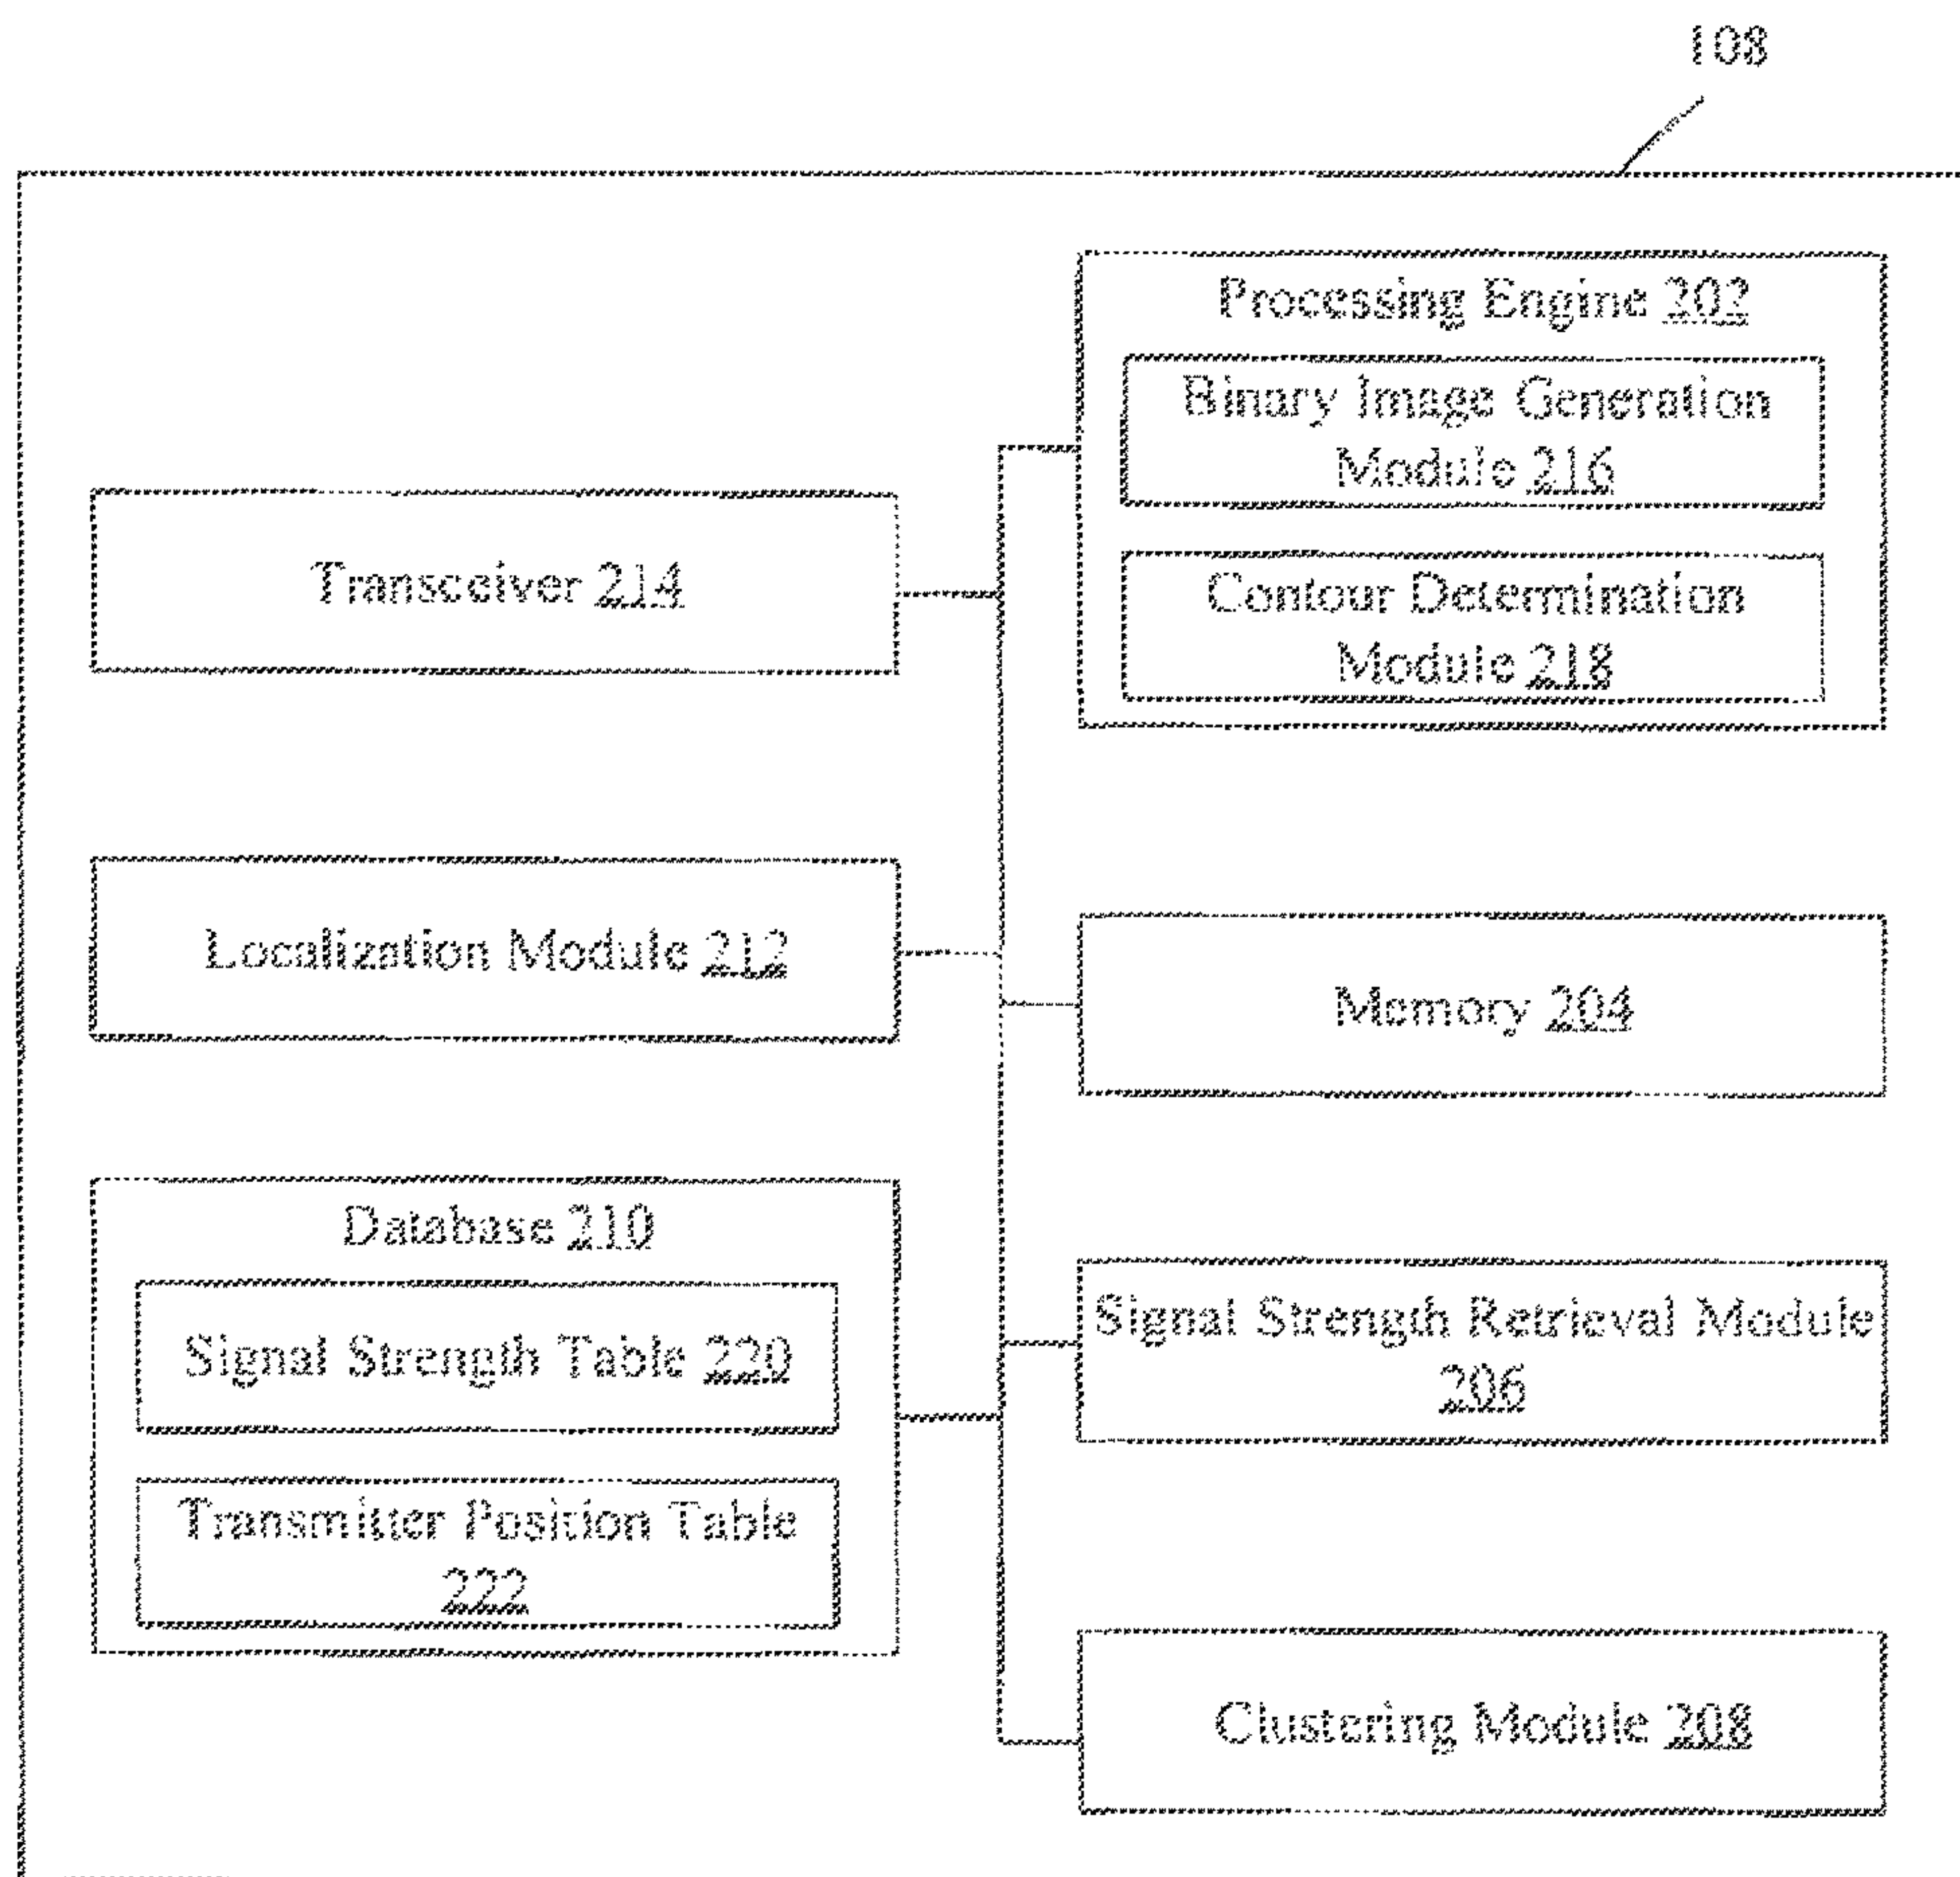 108
Processing Engine 202
Binary Image Generation
Module 216
Contour Determination
Module 218
Transceiver 214
Localization Module 212
Memory 204
Database 210
Signal Strength Table 220
Transmitter Position Table
222
Signal Strength Retrieval Module
206
Clustering Module 208